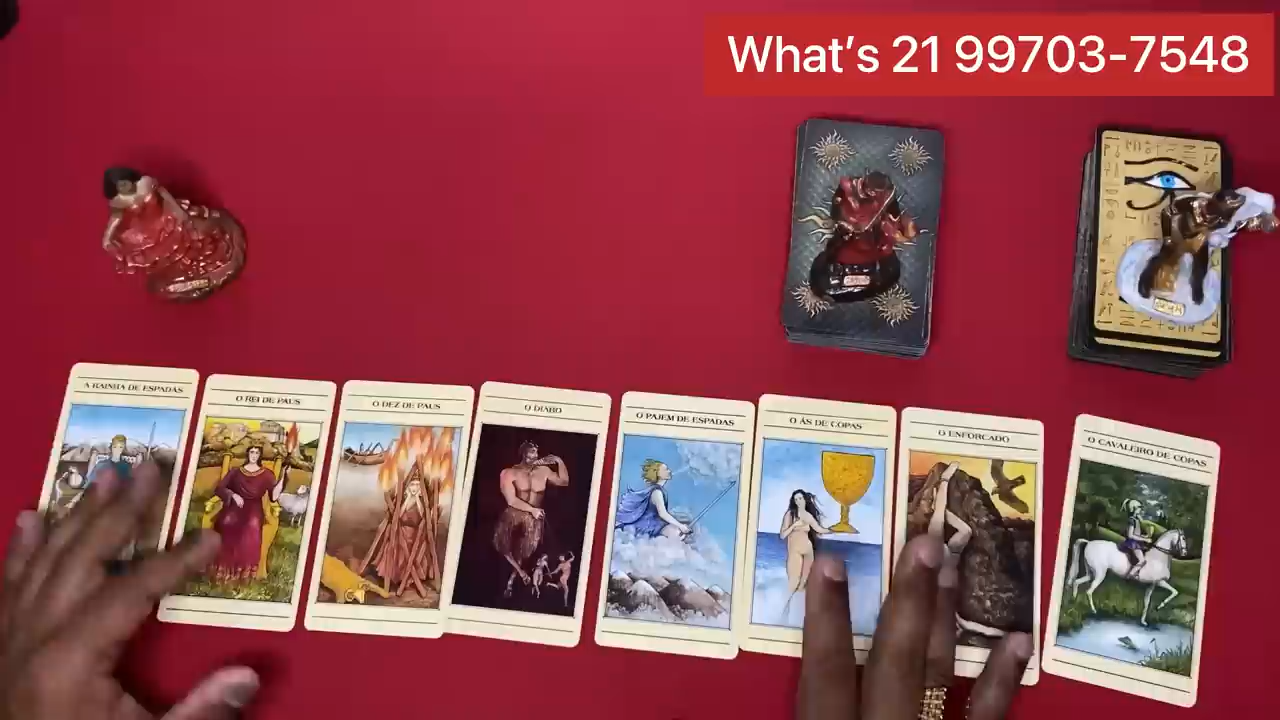 What's 21 99703-7548
A RAINHA DE ESPADAS
O REI DE PAUS
O DEZ DE PAUS
O DIABO
O PAJEM DE ESPADAS
O ÁS DE COPAS
O ENFORCADO
O CAVALEIRO DE COPAS